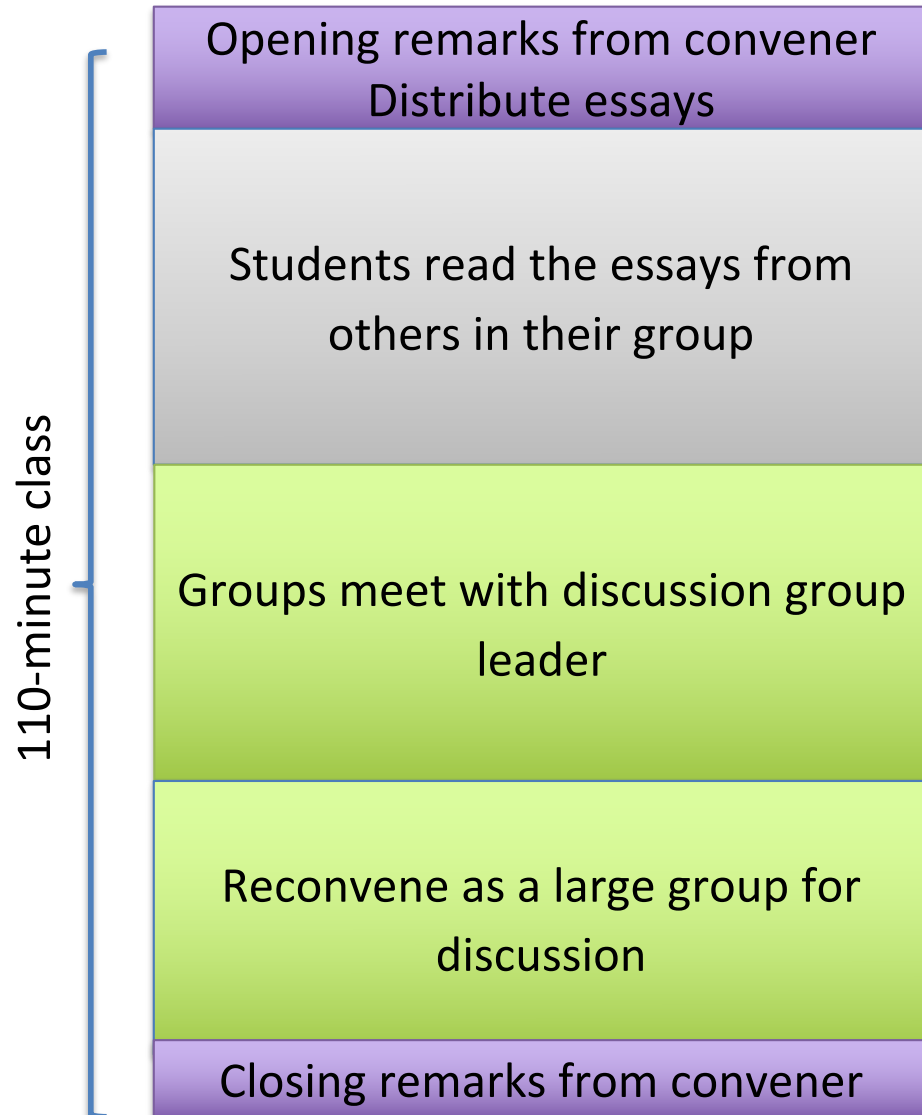 Opening remarks from convener
Distribute essays
Students read the essays from
others in their group
110-minute class
Groups meet with discussion group
leader
Reconvene as a large group for
discussion
Closing remarks from convener